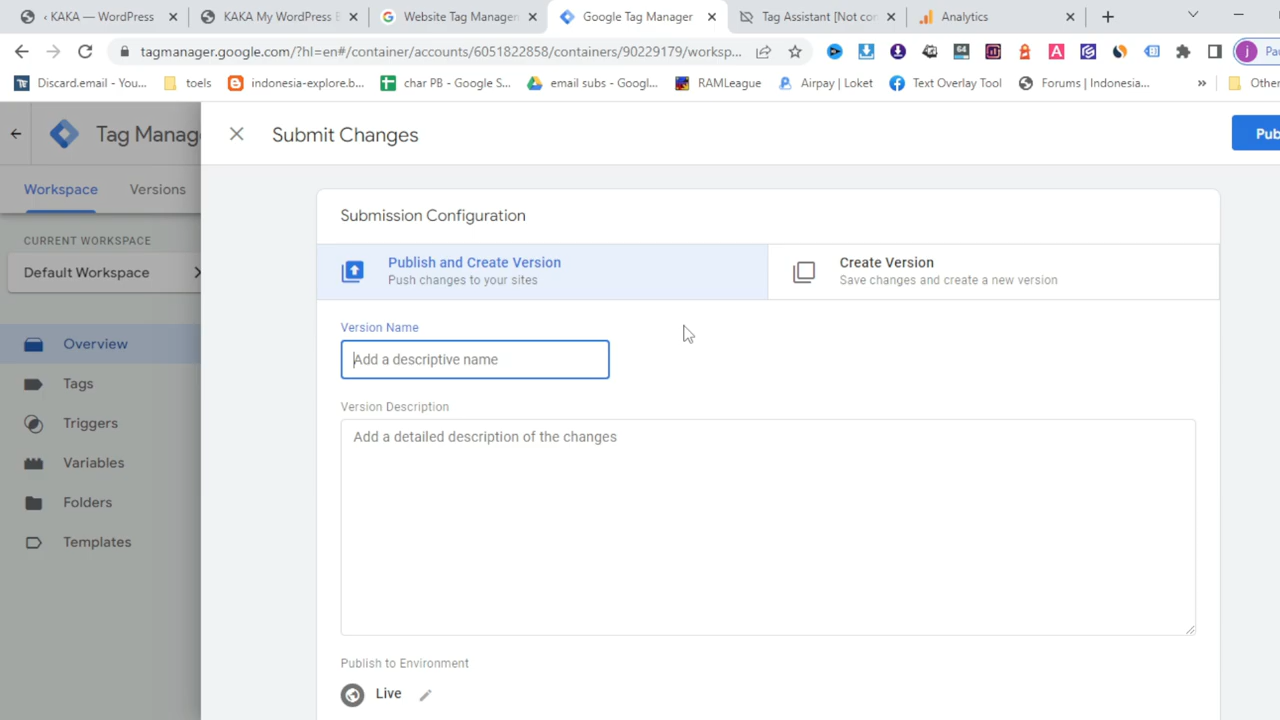 ‹ KAKA — WordPress
KAKA My WordPress B
Website Tag Managemen
Google Tag Manager
Tag Assistant [Not con
Analytics
tagmanager.google.com/?hl=en#/container/accounts/6051822858/containers/90229179/worksp...
64
j
Pau
Discard.email - You...
toels
indonesia-explore.b...
char PB - Google S...
email subs - Googl...
RAMLeague
Airpay | Loket
Text Overlay Tool
Forums | Indonesia...
»
Other
Tag Manag
Submit Changes
Pub
Workspace
Versions
Submission Configuration
CURRENT WORKSPACE
Default Workspace
Publish and Create Version
Push changes to your sites
Create Version
Save changes and create a new version
Version Name
Add a descriptive name
Overview
Tags
Triggers
Variables
Folders
Templates
Version Description
Add a detailed description of the changes
Publish to Environment
Live